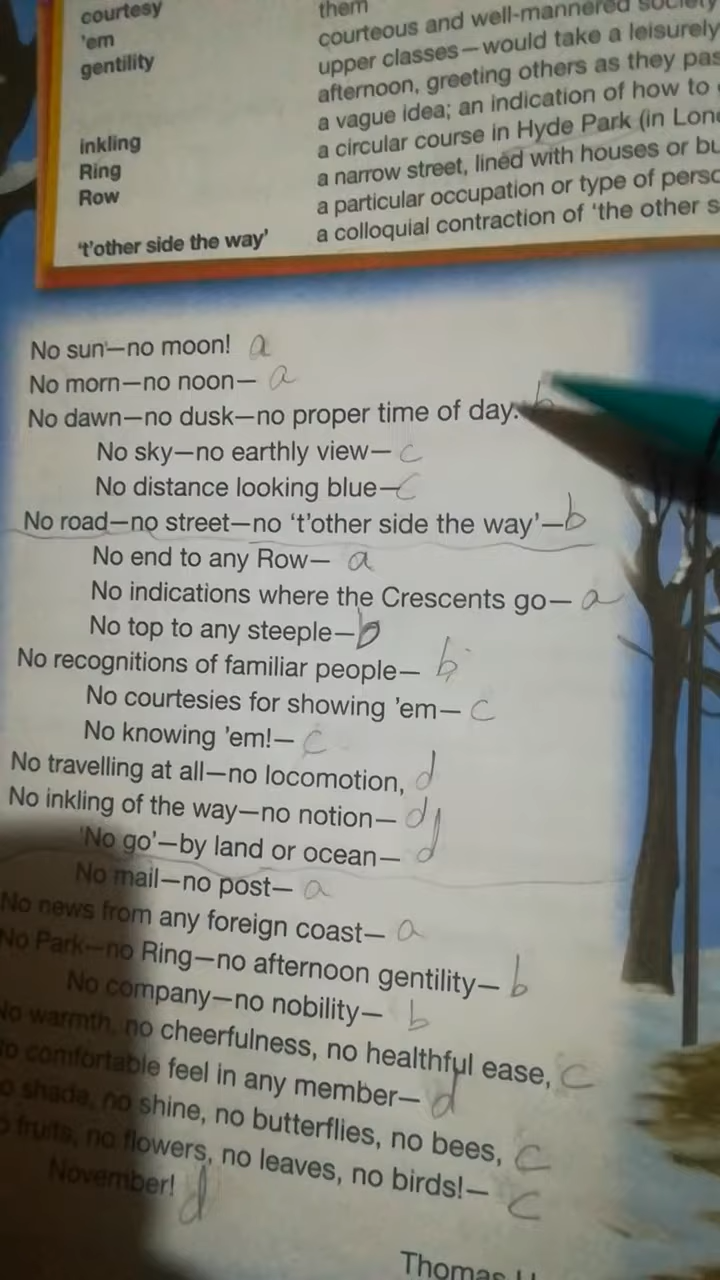 courtesy
them
'em
courteous and well-mannered society
gentility
upper classes—would take a leisurely
afternoon, greeting others as they
a vague idea; an indication of how to
inkling
a circular course in Hyde Park (in
Ring
a narrow street, lined with houses or
Row
a particular occupation or type of
't'other side the way'
a colloquial contraction of 'the other
No sun—no moon! a
No morn—no noon— a
No dawn—no dusk—no proper time of day. b
No sky—no earthly view— c
No distance looking blue— c
No road—no street—no 't'other side the way'— b
No end to any Row— a
No indications where the Crescents go— a
No top to any steeple— b
No recognitions of familiar people— b
No courtesies for showing 'em— c
No knowing 'em!— c
No travelling at all—no locomotion, d
No inkling of the way—no notion— d
'No go'—by land or ocean— d
No mail—no post— a
No news from any foreign coast— a
No Park—no Ring—no afternoon gentility— b
No company—no nobility— b
No warmth, no cheerfulness, no healthful ease, c
No comfortable feel in any member— d
No shade, no shine, no butterflies, no bees, c
No fruits, no flowers, no leaves, no birds!— c
November! d
Thomas